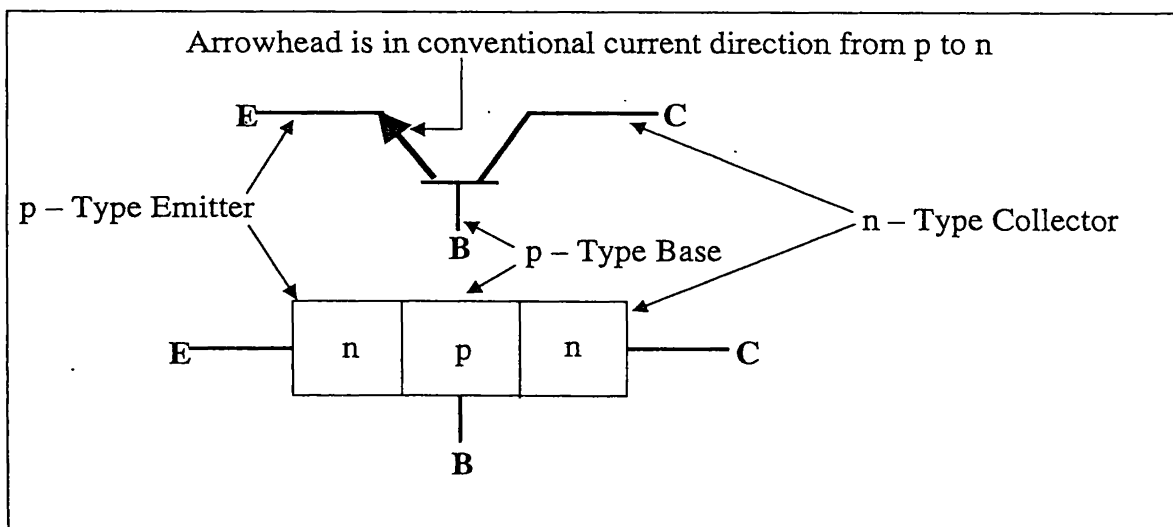 Arrowhead is in conventional current direction from p to n
E
C
p – Type Emitter
n – Type Collector
B
p – Type Base
E
n
p
n
C
B